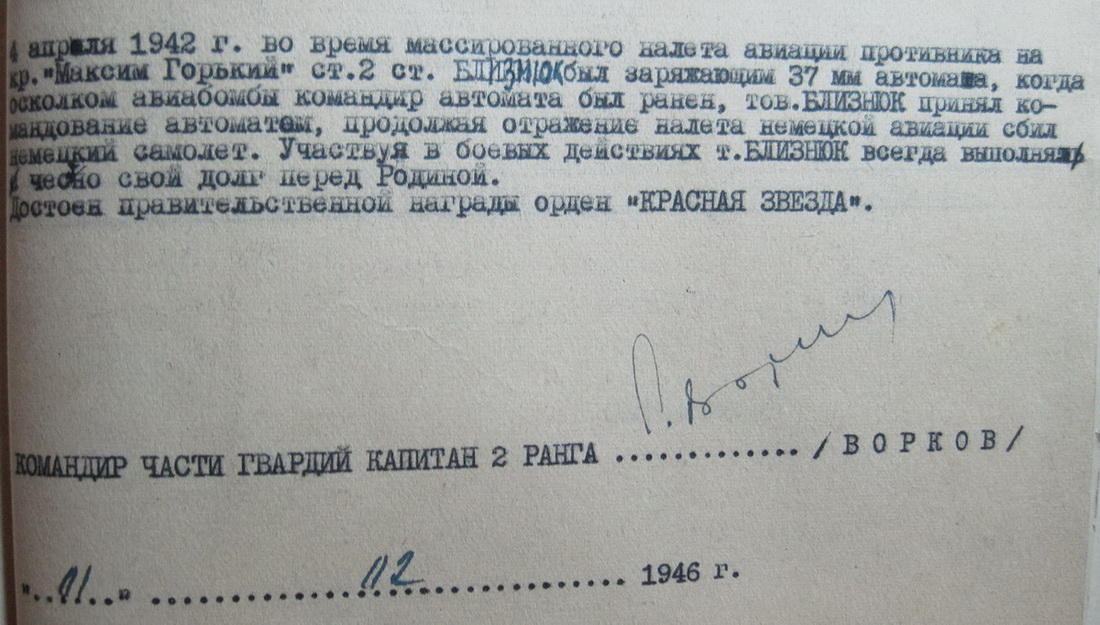 4 апреля 1942 г. во время массированного налета авиации противника на
кр."Максим Горький" ст.2 ст. БЛИЗНЮК был заряжающим 37 мм автомата, когда
осколком авиабомбы командир автомата был ранен, тов.БЛИЗНЮК принял ко-
мандование автоматом, продолжая отражение налета немецкой авиации сбил
немецкий самолет. Участвуя в боевых действиях т.БЛИЗНЮК всегда выполнял
чесно свой долг перед Родиной.
Достоен правительственной награды орден "КРАСНАЯ ЗВЕЗДА".
КОМАНДИР ЧАСТИ ГВАРДИЙ КАПИТАН 2 РАНГА ............. /ВОРКОВ/
"..01.." ............02............ 1946 г.